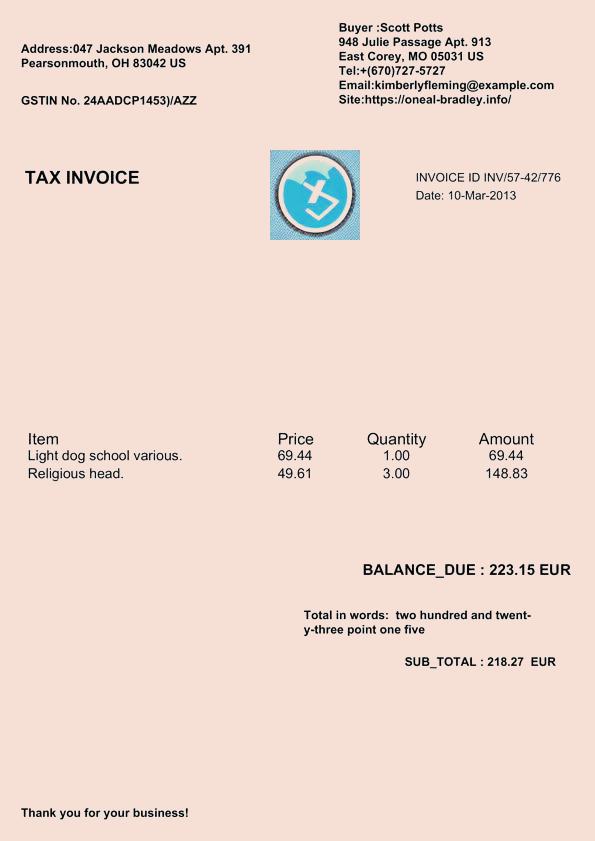 Address:047 Jackson Meadows Apt. 391
Pearsonmouth, OH 83042 US
GSTIN No. 24AADCP1453)/AZZ
Buyer :Scott Potts
948 Julie Passage Apt. 913
East Corey, MO 05031 US
Tel:+(670)727-5727
Email:kimberlyfleming@example.com
Site:https://oneal-bradley.info/
TAX INVOICE
INVOICE ID INV/57-42/776
Date: 10-Mar-2013
Item Price Quantity Amount
Light dog school various. 69.44 1.00 69.44
Religious head. 49.61 3.00 148.83
BALANCE_DUE : 223.15 EUR
Total in words:  two hundred and twent-
y-three point one five
SUB_TOTAL : 218.27  EUR
Thank you for your business!